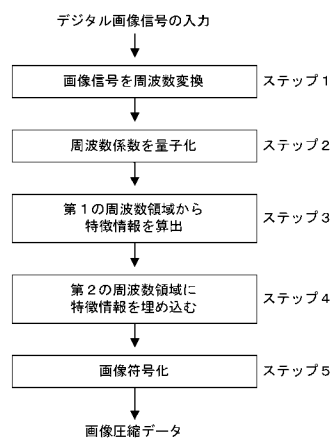 デジタル画像信号の入力
画像信号を周波数変換 ステップ1
周波数係数を量子化 ステップ2
第1の周波数領域から
特徴情報を算出 ステップ3
第2の周波数領域に
特徴情報を埋め込む ステップ4
画像符号化 ステップ5
画像圧縮データ